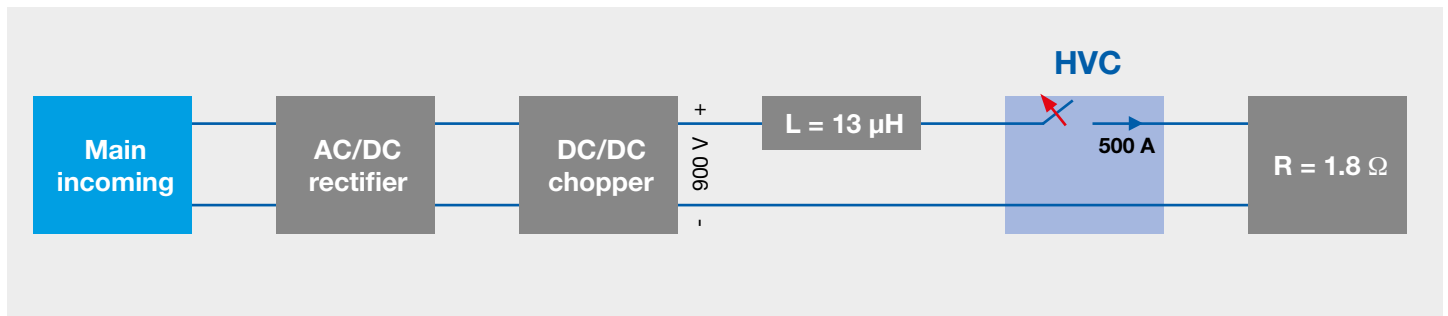 HVC
Main
incoming
AC/DC
rectifier
DC/DC
chopper
+
900 V
-
L = 13 µH
500 A
R = 1.8 Ω